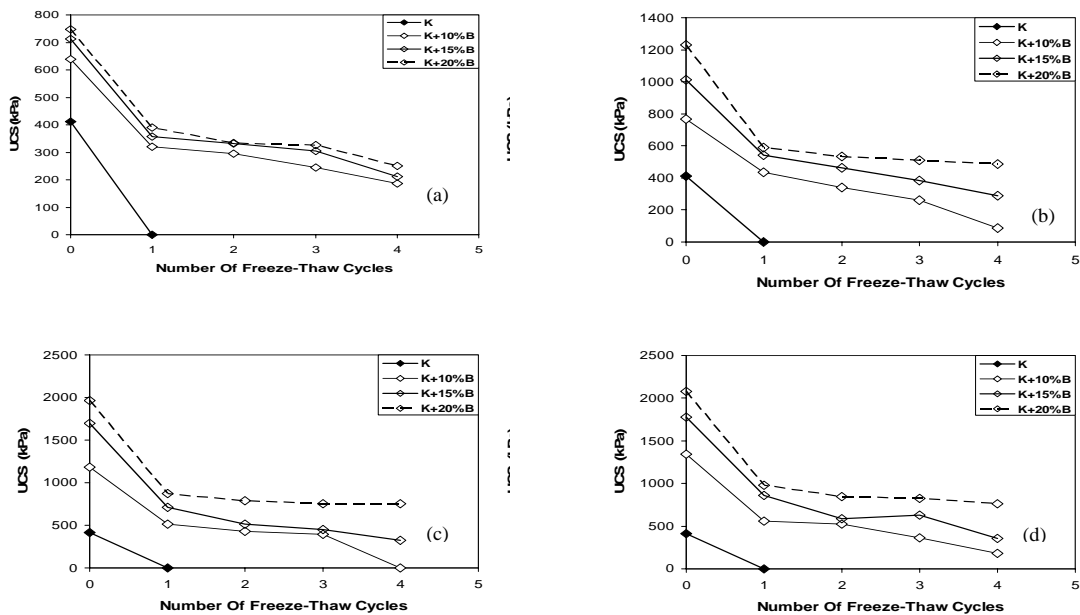 800
700
600
500
400
300
200
100
0
UCS (kPa)
0 1 2 3 4 5
Number Of Freeze-Thaw Cycles
K
K+10%B
K+15%B
K+20%B
(a)
1400
1200
1000
800
600
400
200
0
UCS (kPa)
0 1 2 3 4 5
Number Of Freeze-Thaw Cycles
K
K+10%B
K+15%B
K+20%B
(b)
2500
2000
1500
1000
500
0
UCS (kPa)
0 1 2 3 4 5
Number Of Freeze-Thaw Cycles
K
K+10%B
K+15%B
K+20%B
(c)
2500
2000
1500
1000
500
0
UCS (kPa)
0 1 2 3 4 5
Number Of Freeze-Thaw Cycles
K
K+10%B
K+15%B
K+20%B
(d)